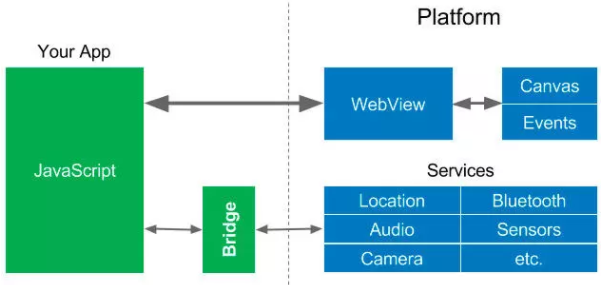 Platform
Your App
JavaScript
WebView
Canvas
Events
Bridge
Services
Location
Bluetooth
Audio
Sensors
Camera
etc.